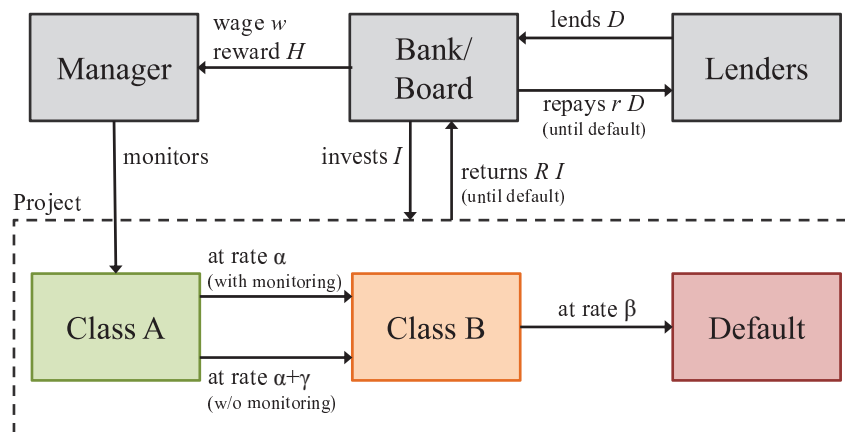 wage w
reward H
Manager
Bank/
Board
lends D
repays r D
(until default)
Lenders
monitors
invests I
returns R I
(until default)
Project
Class A
at rate α
(with monitoring)
at rate α+γ
(w/o monitoring)
Class B
at rate β
Default